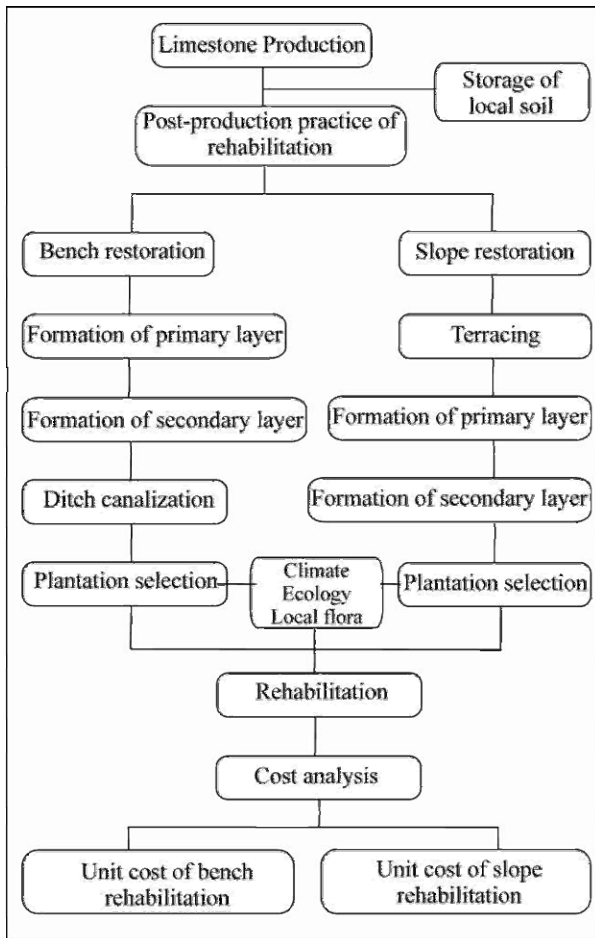 Limestone Production
Storage of
local soil
Post-production practice of
rehabilitation
Bench restoration
Slope restoration
Formation of primary layer
Terracing
Formation of secondary layer
Formation of primary layer
Ditch canalization
Formation of secondary layer
Plantation selection
Climate
Ecology
Local flora
Plantation selection
Rehabilitation
Cost analysis
Unit cost of bench
rehabilitation
Unit cost of slope
rehabilitation